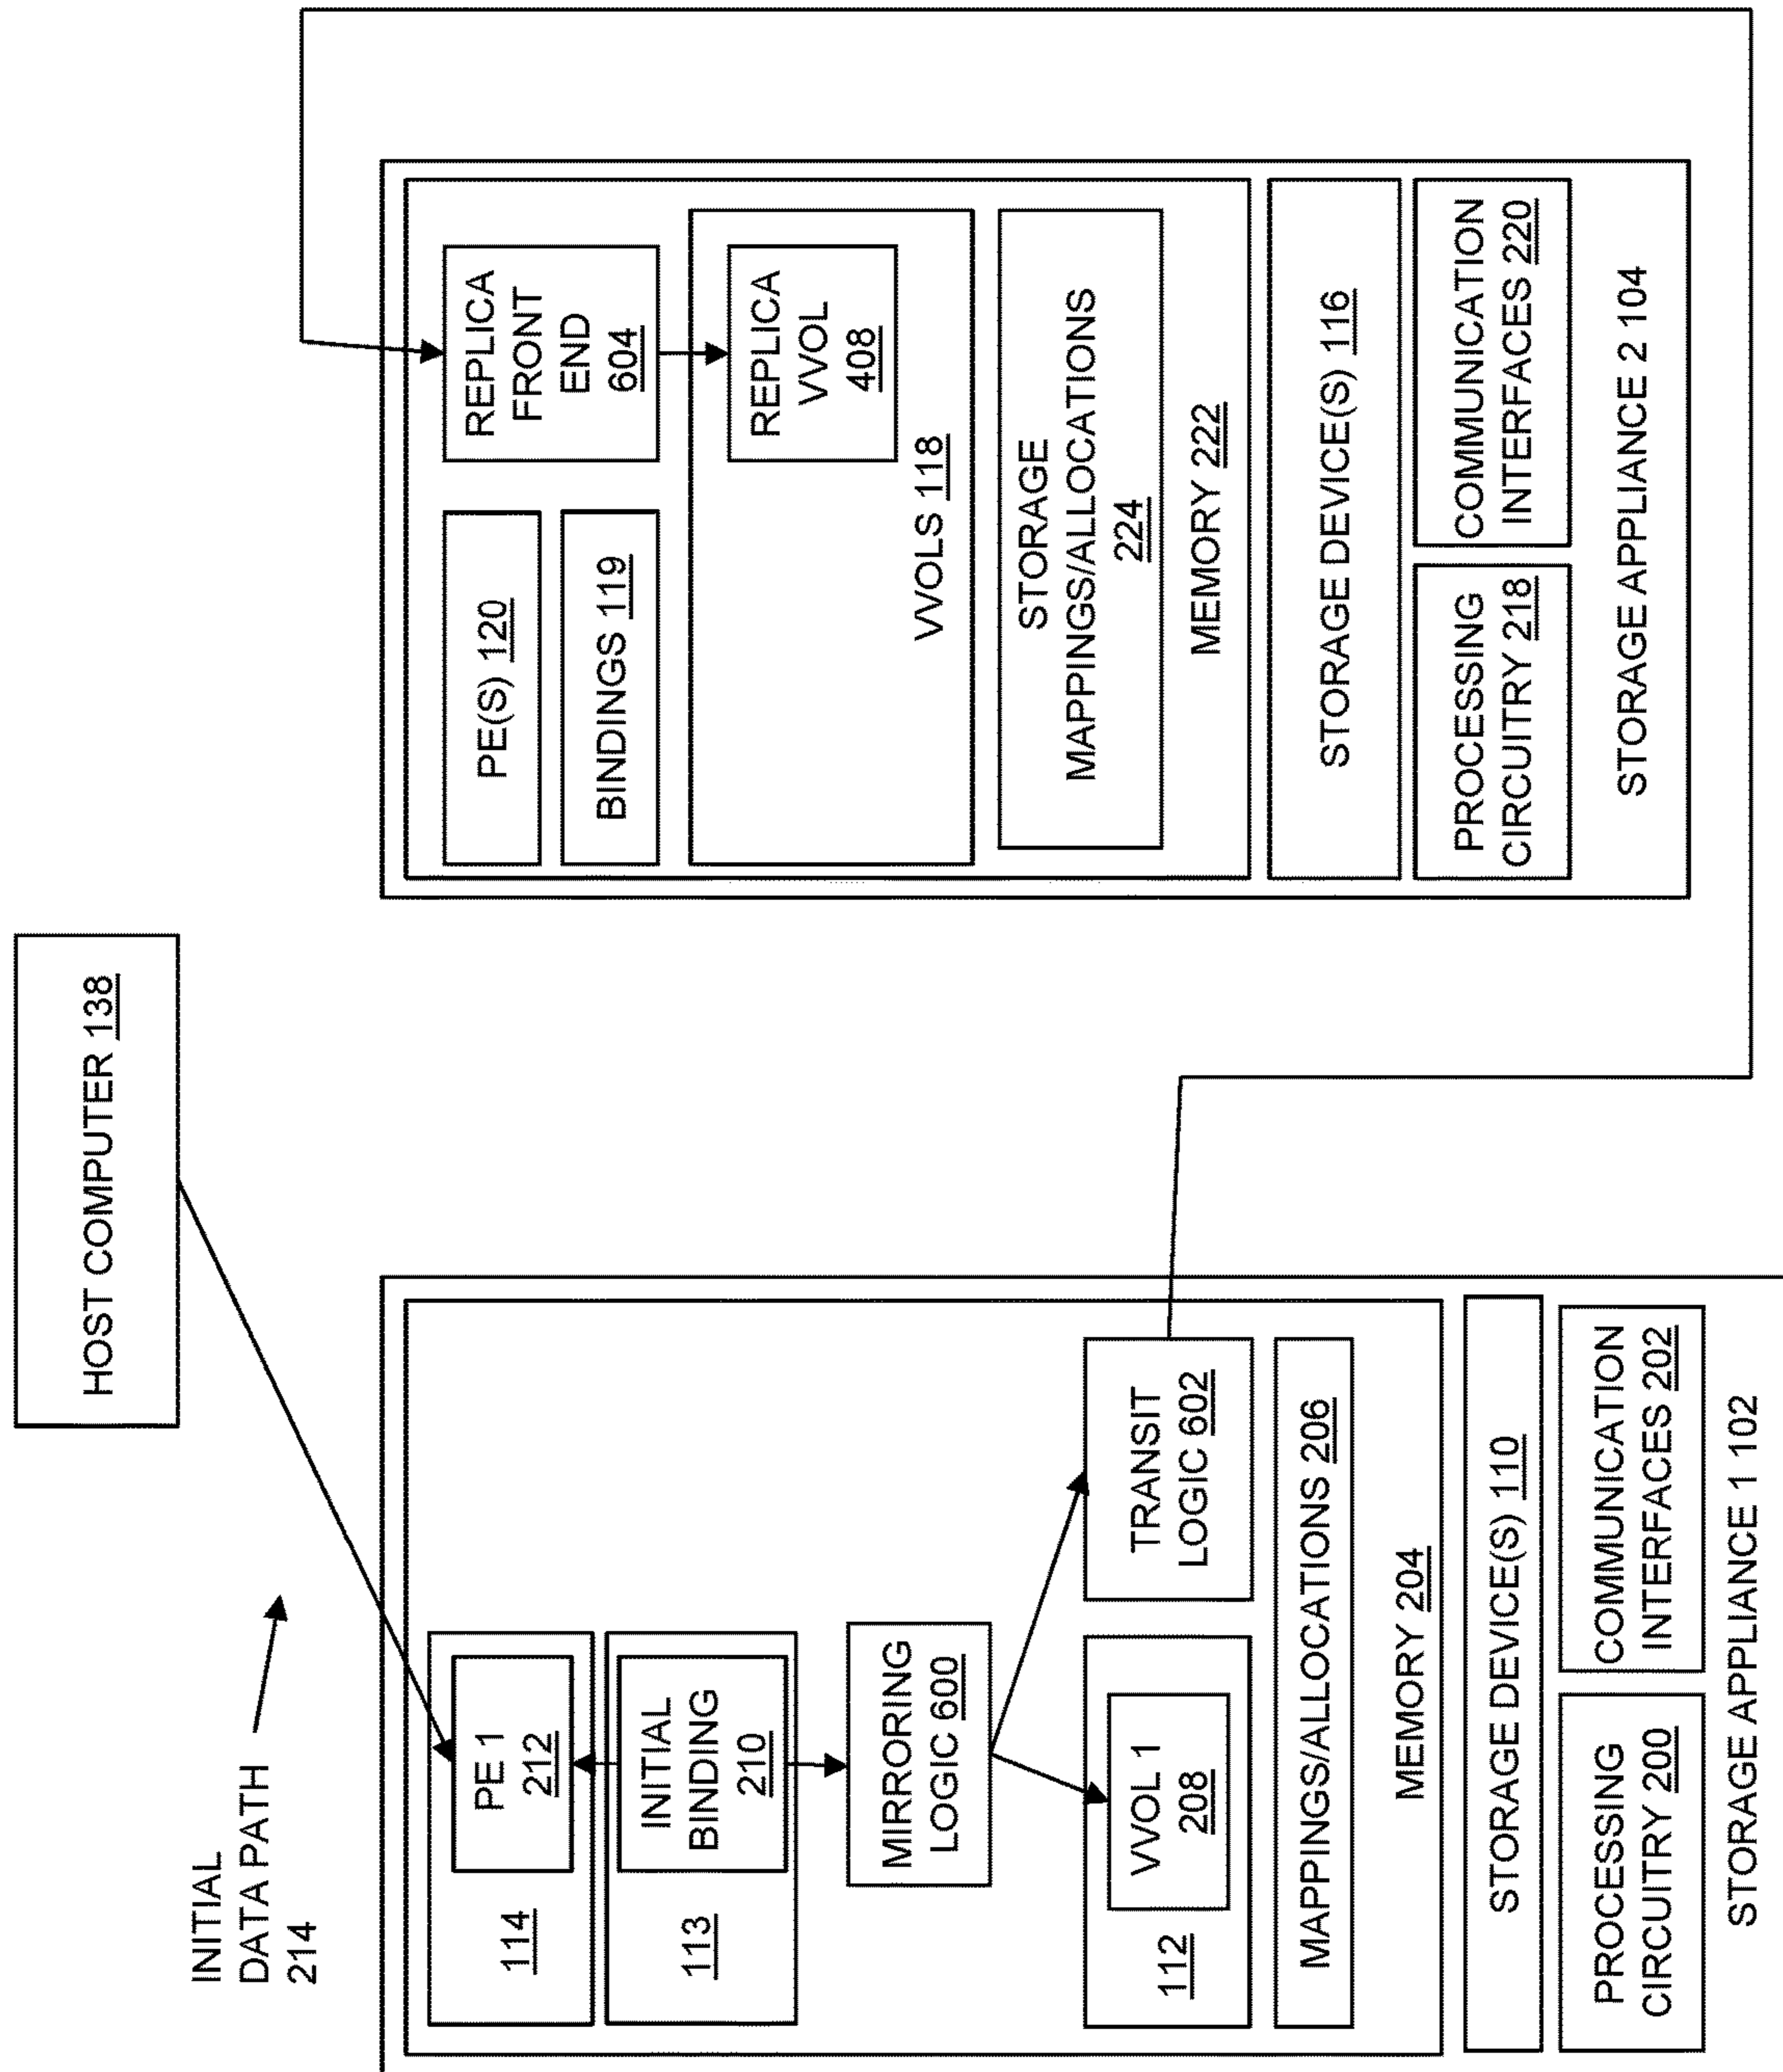 HOST COMPUTER 138
INITIAL
DATA PATH
214
114
PE 1
212
113
INITIAL
BINDING
210
MIRRORING
LOGIC 600
112
VVOL 1
208
TRANSIT
LOGIC 602
MAPPINGS/ALLOCATIONS 206
MEMORY 204
STORAGE DEVICE(S) 110
PROCESSING
CIRCUITRY 200
COMMUNICATION
INTERFACES 202
STORAGE APPLIANCE 1 102
PE(S) 120
BINDINGS 119
REPLICA
FRONT
END
604
REPLICA
VVOL
408
VVOLS 118
STORAGE
MAPPINGS/ALLOCATIONS
224
MEMORY 222
STORAGE DEVICE(S) 116
PROCESSING
CIRCUITRY 218
COMMUNICATION
INTERFACES 220
STORAGE APPLIANCE 2 104